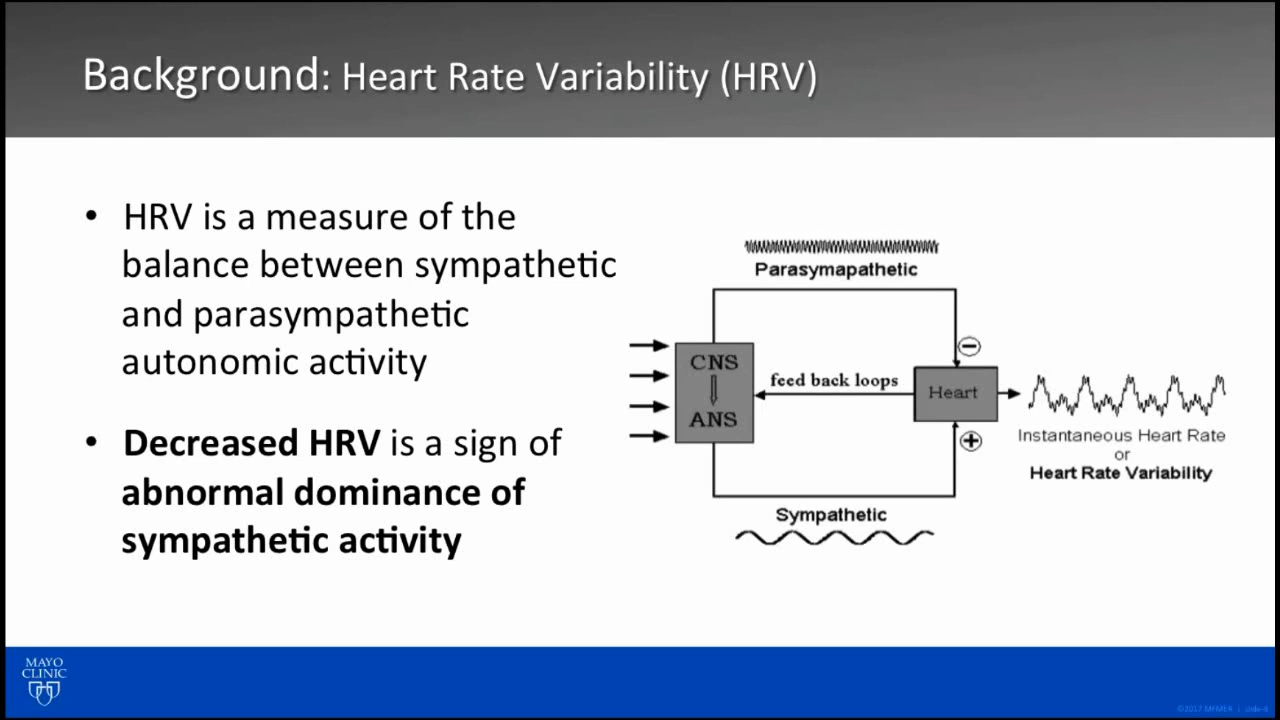 Background: Heart Rate Variability (HRV)
• HRV is a measure of the
balance between sympathetic
and parasympathetic
autonomic activity
• Decreased HRV is a sign of
abnormal dominance of
sympathetic activity
Parasymapathetic
CNS
ANS
feed back loops
Heart
Instantaneous Heart Rate
or
Heart Rate Variability
Sympathetic
MAYO
CLINIC
©2017 MFMER |